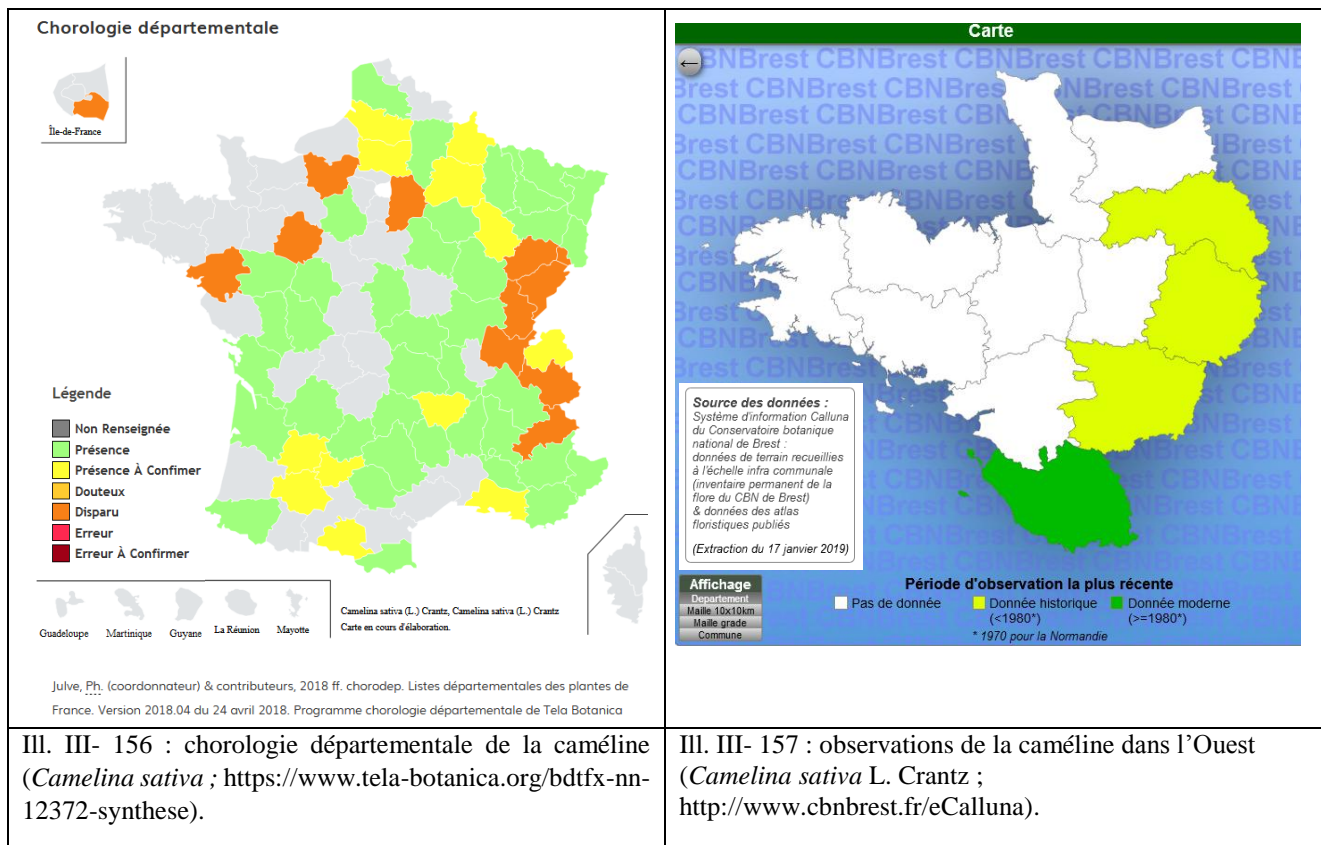 Chorologie départementale
Île-de-France
Légende
Non Renseignée
Présence
Présence À Confimer
Douteux
Disparu
Erreur
Erreur À Confirmer
Guadeloupe
Martinique
Guyane
La Réunion
Mayotte
Camelina sativa (L.) Crantz, Camelina sativa (L.) Crantz
Carte en cours d'élaboration.
Julve, Ph. (coordonnateur) & contributeurs, 2018 ff. chorodep. Listes départementales des plantes de
France. Version 2018.04 du 24 avril 2018. Programme chorologie départementale de Tela Botanica
Ill. III- 156 : chorologie départementale de la caméline
(Camelina sativa ; https://www.tela-botanica.org/bdtfx-nn-
12372-synthese).
Carte
CBNBrest CBNBrest CBNBrest CBN
Source des données :
Système d'information Calluna
du Conservatoire botanique
national de Brest :
données de terrain recueillies
à l'échelle infra communale
(inventaire permanent de la
flore du CBN de Brest)
& données des atlas
floristiques publiés
(Extraction du 17 janvier 2019)
Affichage
Departement
Maille 10x10km
Maille grade
Commune
Période d'observation la plus récente
Pas de donnée
Donnée historique
(<1980*)
Donnée moderne
(>=1980*)
* 1970 pour la Normandie
Ill. III- 157 : observations de la caméline dans l'Ouest
(Camelina sativa L. Crantz ;
http://www.cbnbrest.fr/eCalluna).